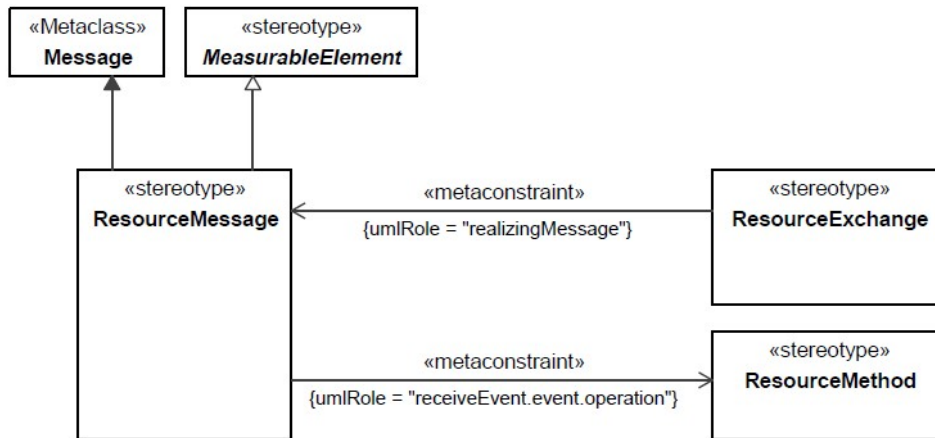 «Metaclass»
Message
«stereotype»
MeasurableElement
«stereotype»
ResourceMessage
«metaconstraint»
{umlRole = "realizingMessage"}
«stereotype»
ResourceExchange
«metaconstraint»
{umlRole = "receiveEvent.event.operation"}
«stereotype»
ResourceMethod